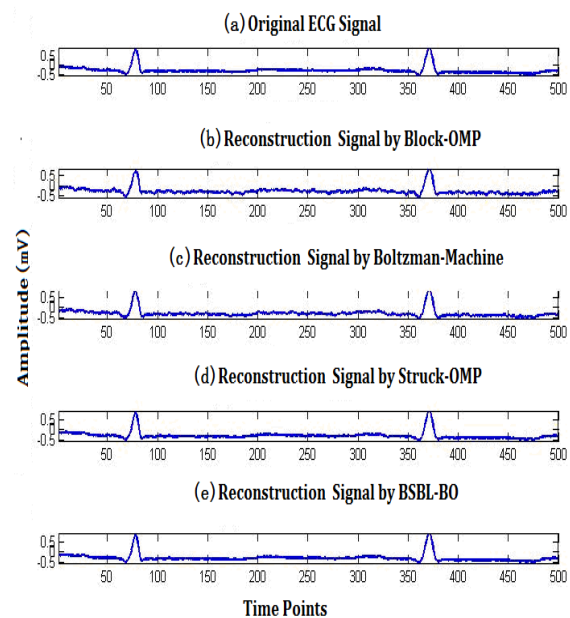 (a) Original ECG Signal
0.5
0
-0.5
50 100 150 200 250 300 350 400 450 500
(b) Reconstruction Signal by Block-OMP
0.5
0
-0.5
50 100 150 200 250 300 350 400 450 500
(c) Reconstruction Signal by Boltzman-Machine
0.5
0
-0.5
50 100 150 200 250 300 350 400 450 500
(d) Reconstruction Signal by Struck-OMP
0.5
0
-0.5
50 100 150 200 250 300 350 400 450 500
(e) Reconstruction Signal by BSBL-BO
0.5
0
-0.5
50 100 150 200 250 300 350 400 450 500
Time Points
Amplitude (mV)